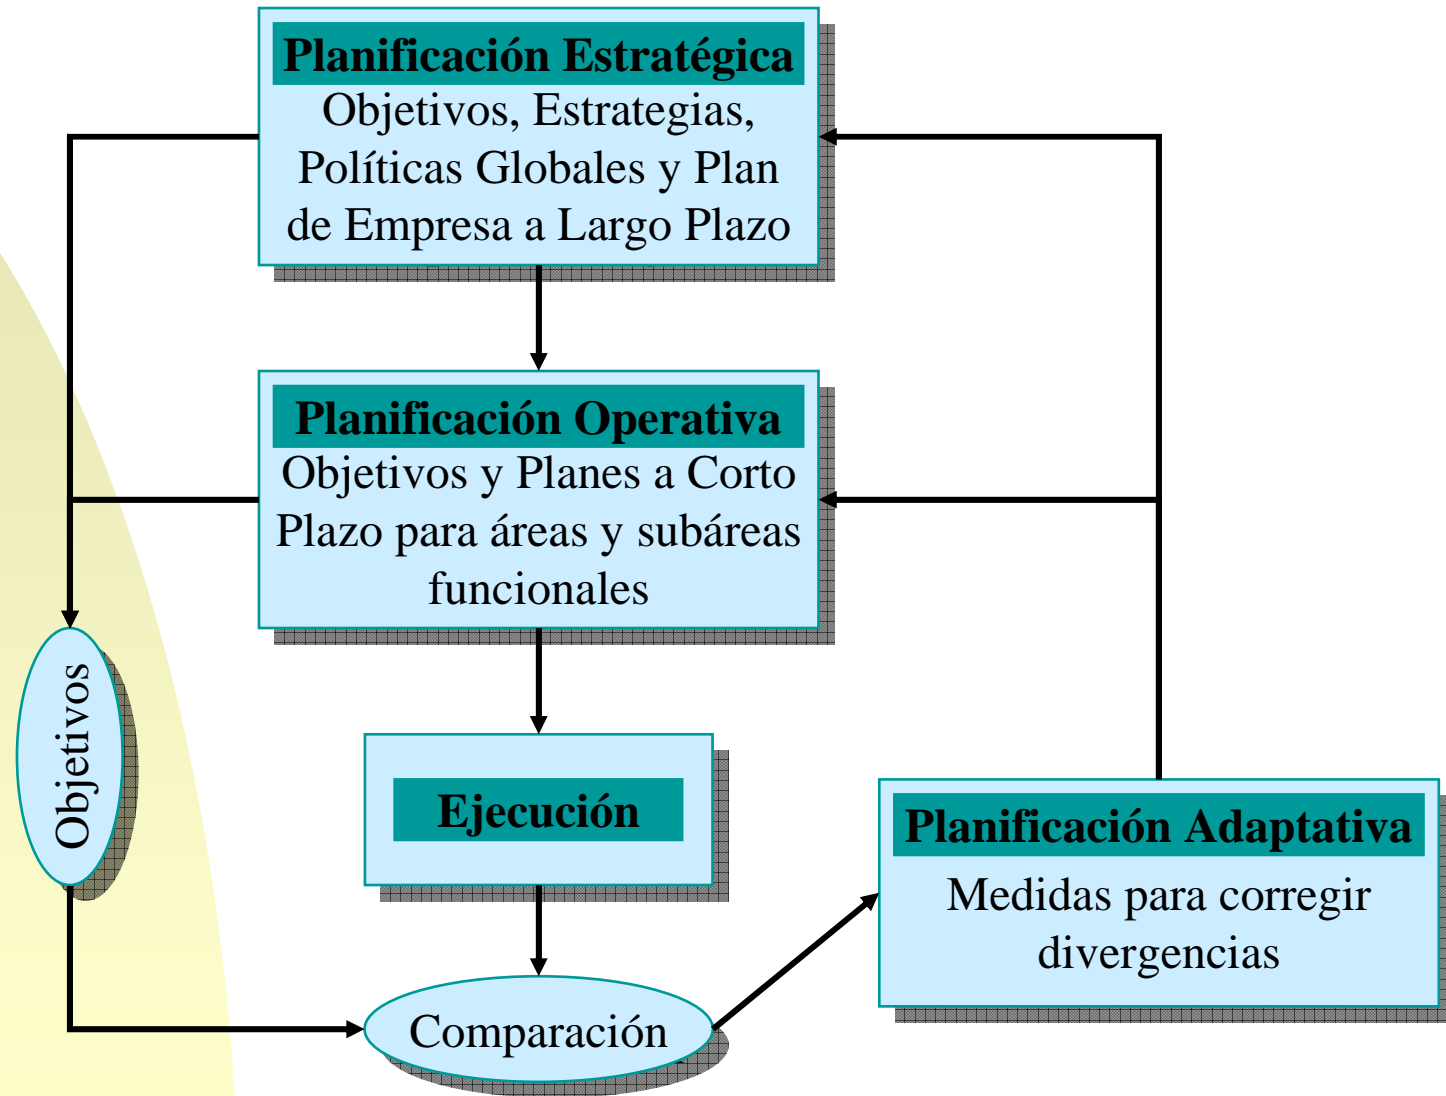 Planificación Estratégica
Objetivos, Estrategias,
Políticas Globales y Plan
de Empresa a Largo Plazo
Planificación Operativa
Objetivos y Planes a Corto
Plazo para áreas y subáreas
funcionales
Objetivos
Ejecución
Planificación Adaptativa
Medidas para corregir
divergencias
Comparación